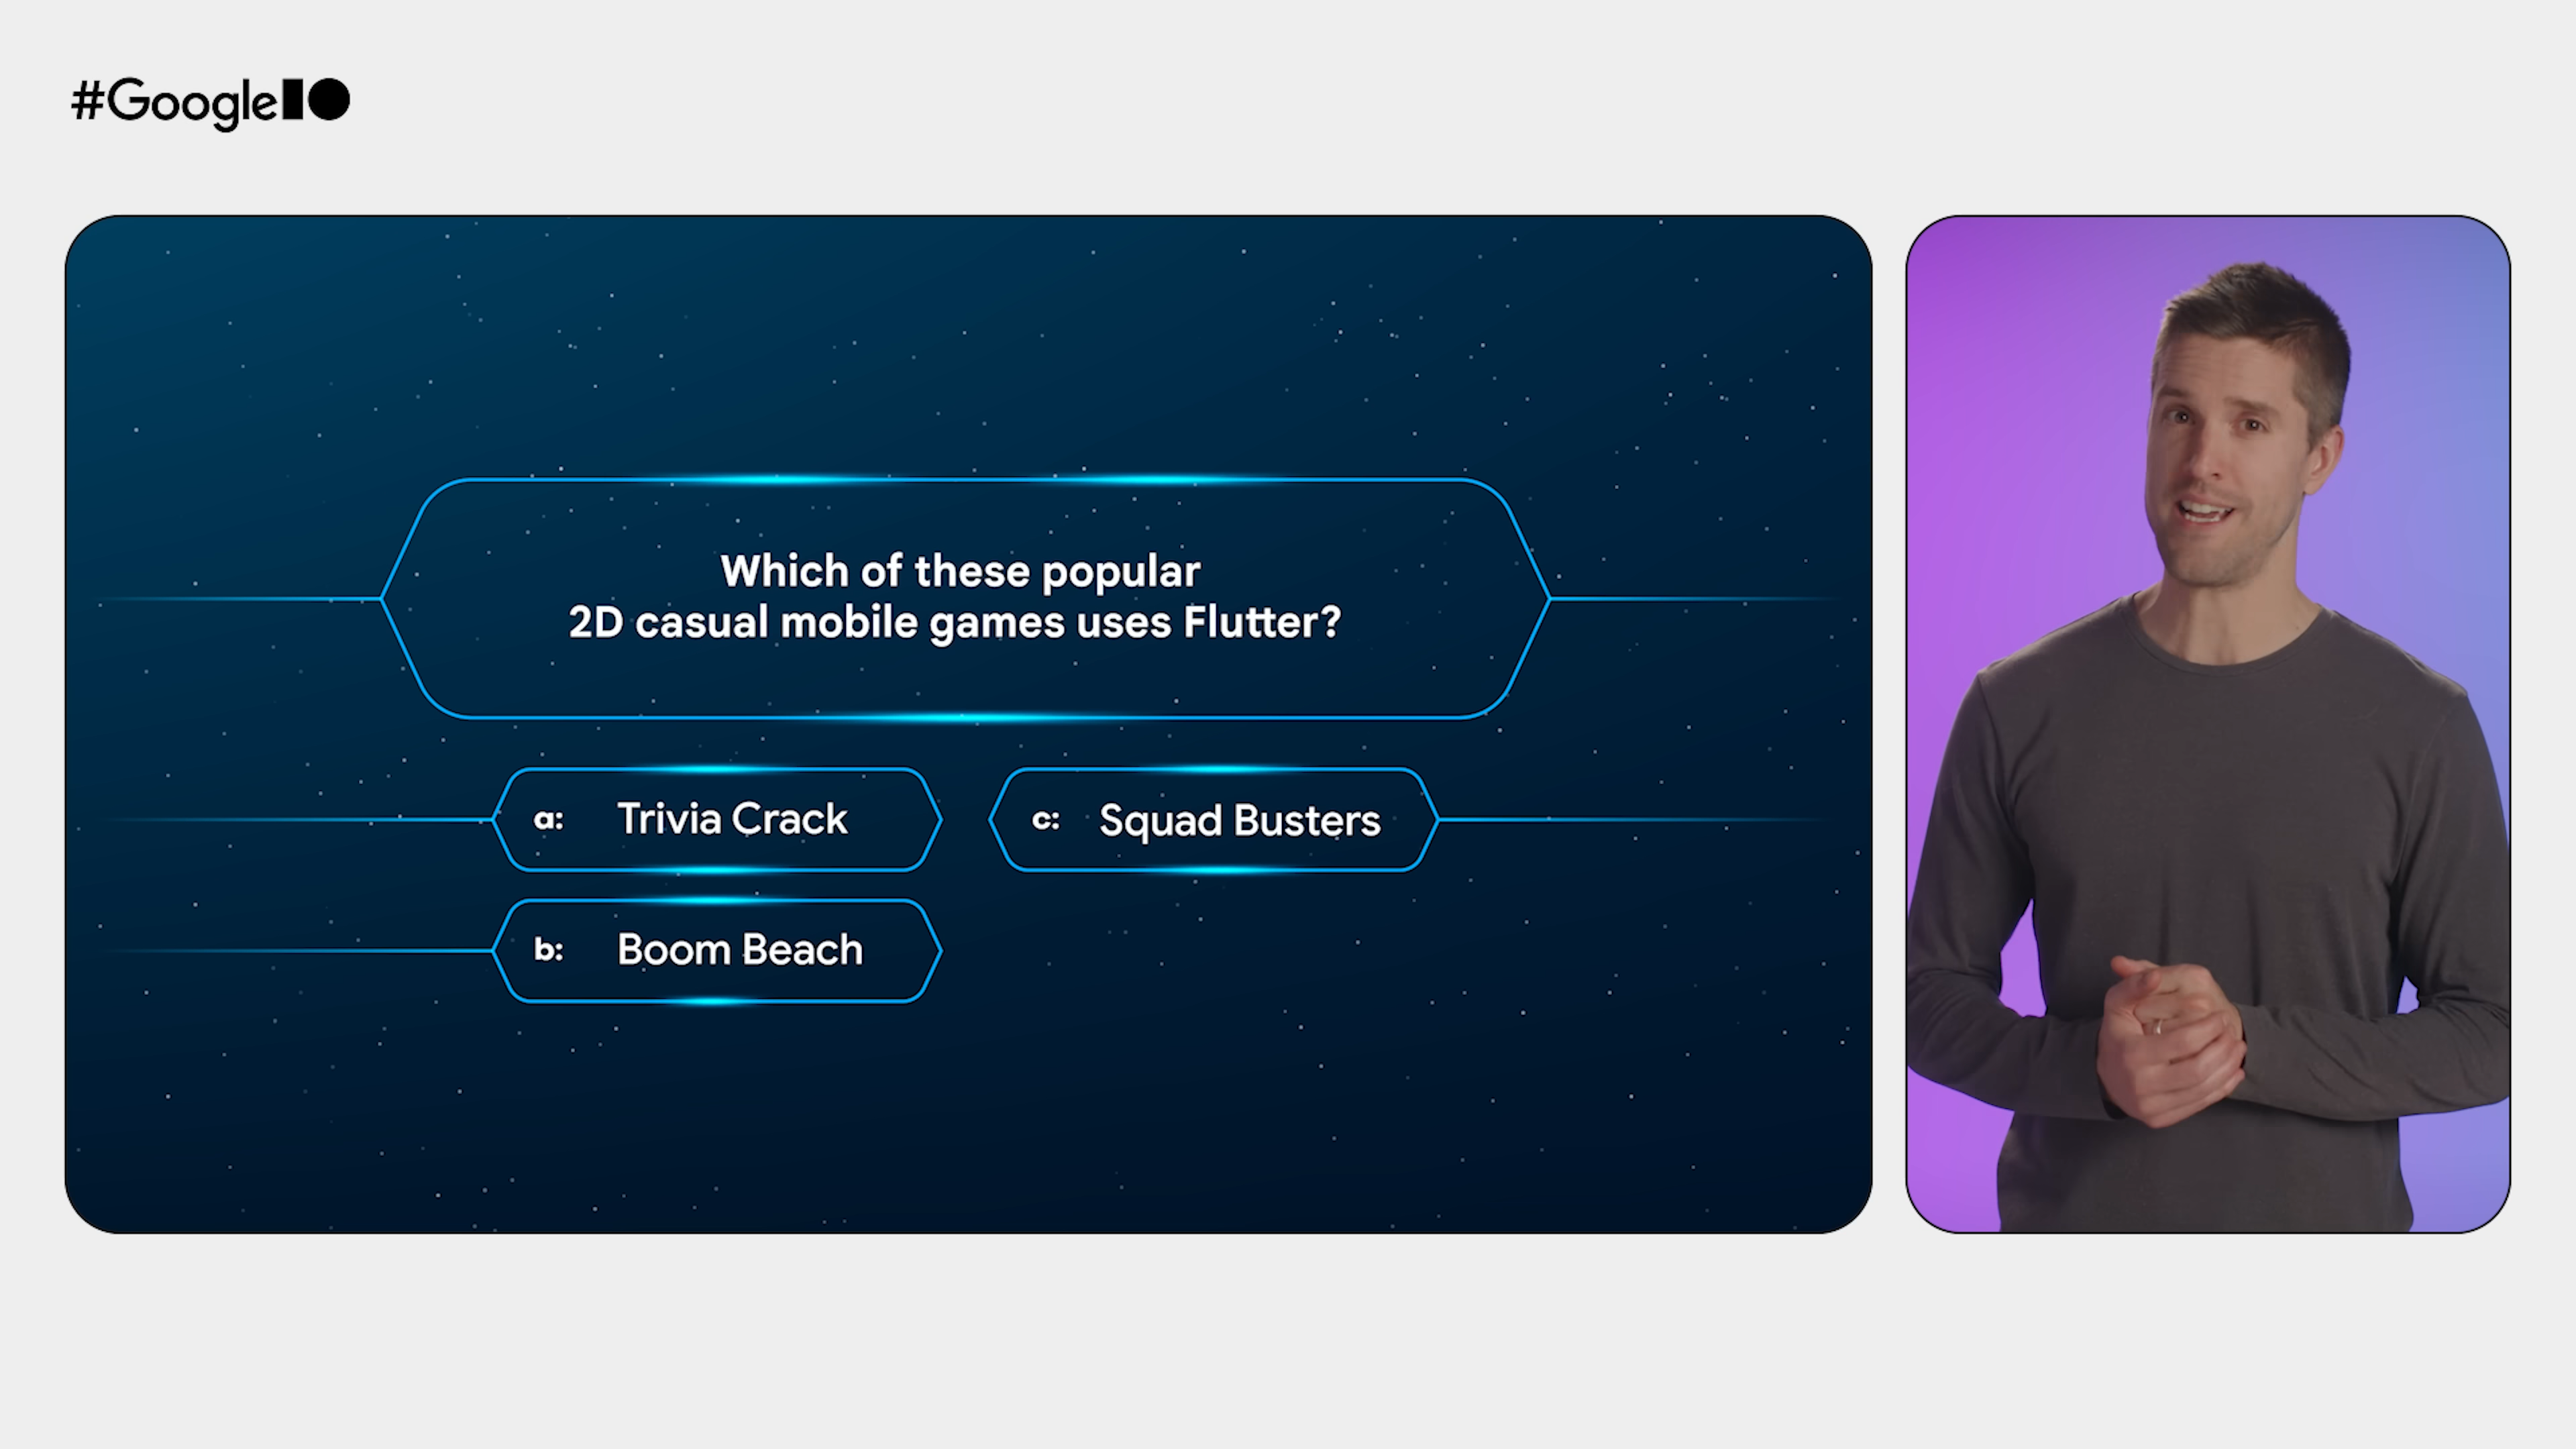 #GoogleIO
Which of these popular
2D casual mobile games uses Flutter?
a: Trivia Crack
b: Boom Beach
c: Squad Busters